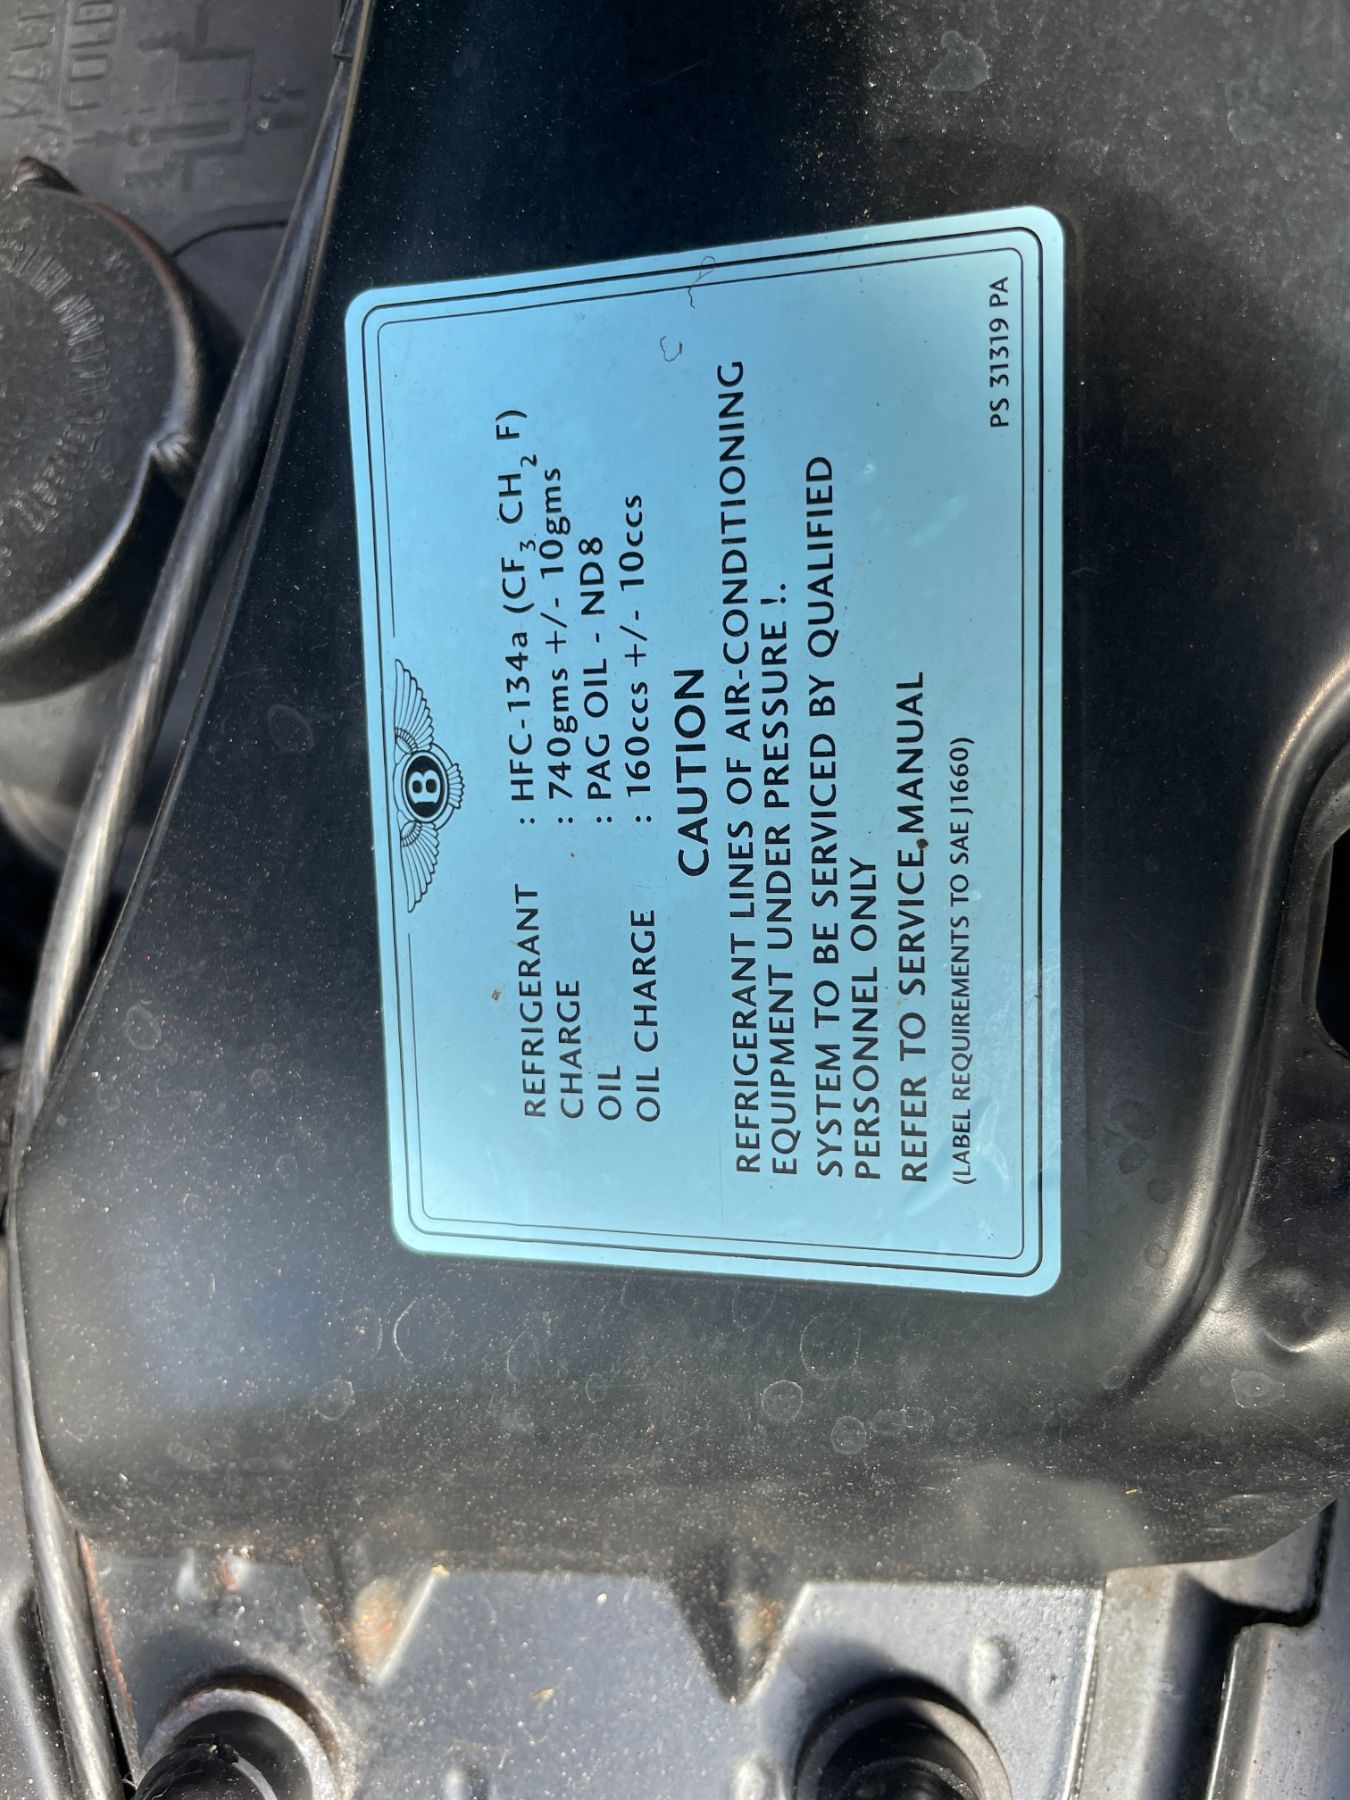 B
REFRIGERANT : HFC-134a (CF₃ CH₂ F)
CHARGE : 740gms +/- 10gms
OIL : PAG OIL - ND8
OIL CHARGE : 160ccs +/- 10ccs
CAUTION
REFRIGERANT LINES OF AIR-CONDITIONING
EQUIPMENT UNDER PRESSURE !.
SYSTEM TO BE SERVICED BY QUALIFIED
PERSONNEL ONLY
REFER TO SERVICE MANUAL
(LABEL REQUIREMENTS TO SAE J1660)
PS 31319 PA